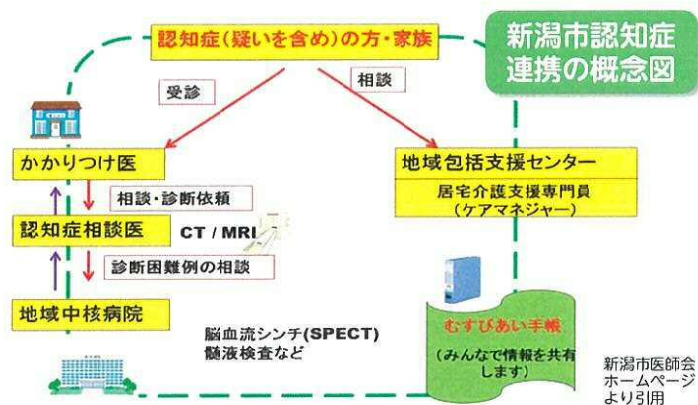 認知症(疑いを含め)の方・家族
新潟市認知症
連携の概念図
受診
相談
かかりつけ医
地域包括支援センター
居宅介護支援専門員
(ケアマネジャー)
相談・診断依頼
認知症相談医
CT / MRI
診断困難例の相談
地域中核病院
脳血流シンチ(SPECT)
髄液検査など
むすびあい手帳
(みんなで情報を共有
します)
新潟市医師会
ホームページ
より引用